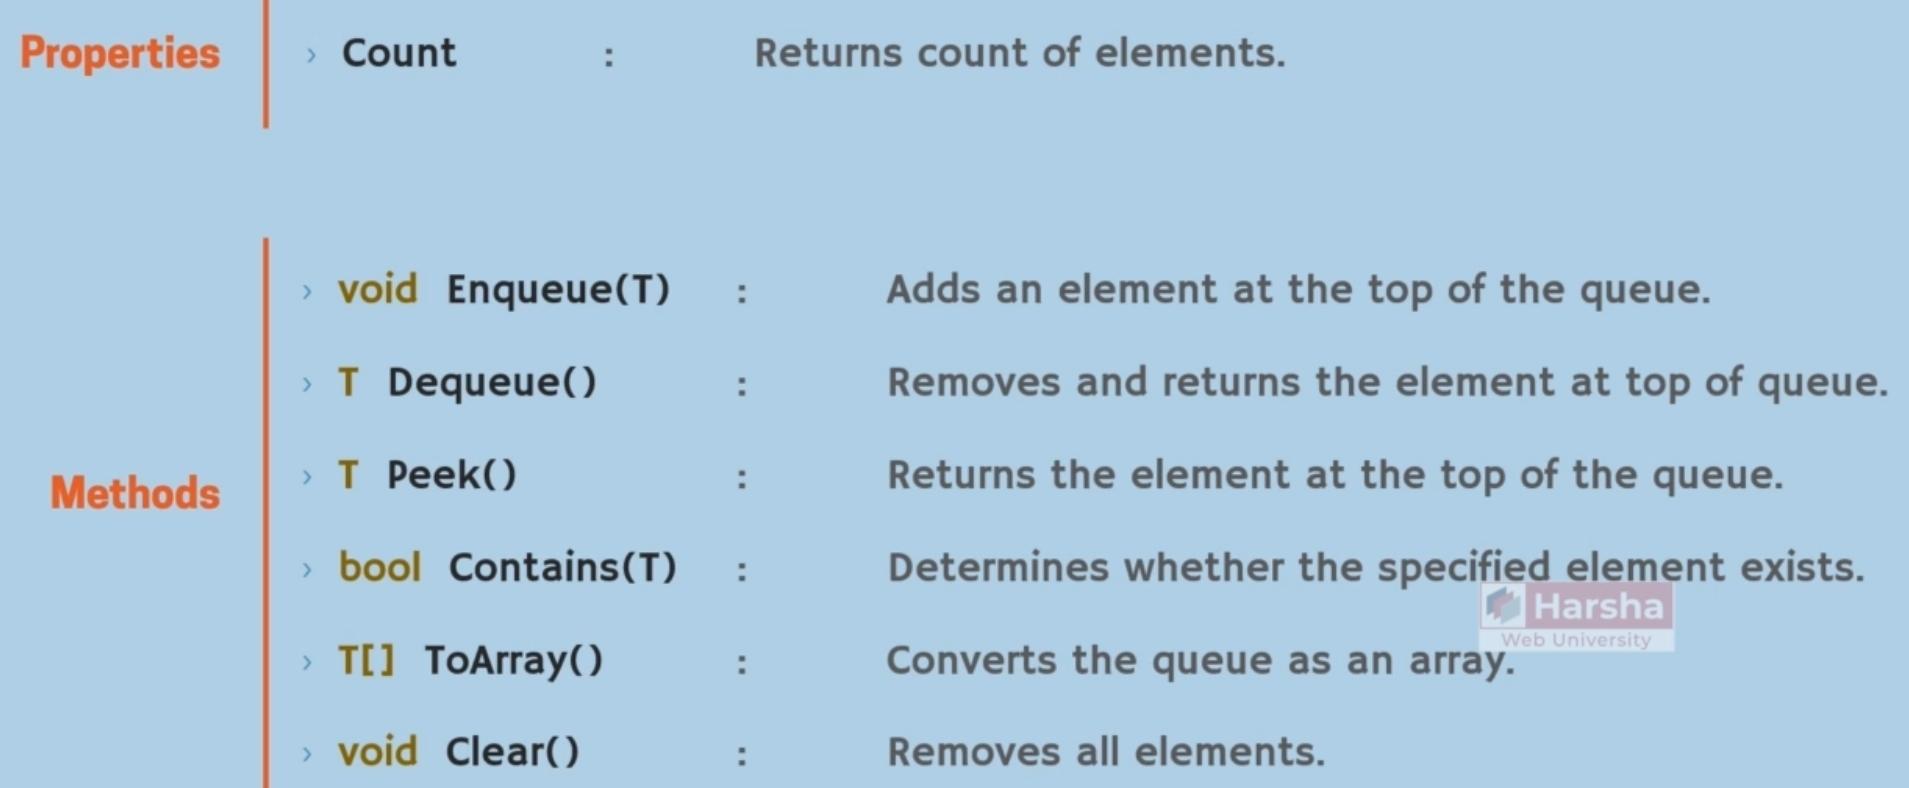 Properties
› Count : Returns count of elements.
› void Enqueue(T) : Adds an element at the top of the queue.
› T Dequeue() : Removes and returns the element at top of queue.
› T Peek() : Returns the element at the top of the queue.
Methods
› bool Contains(T) : Determines whether the specified element exists.
Harsha
Web University
› T[] ToArray() : Converts the queue as an array.
› void Clear() : Removes all elements.